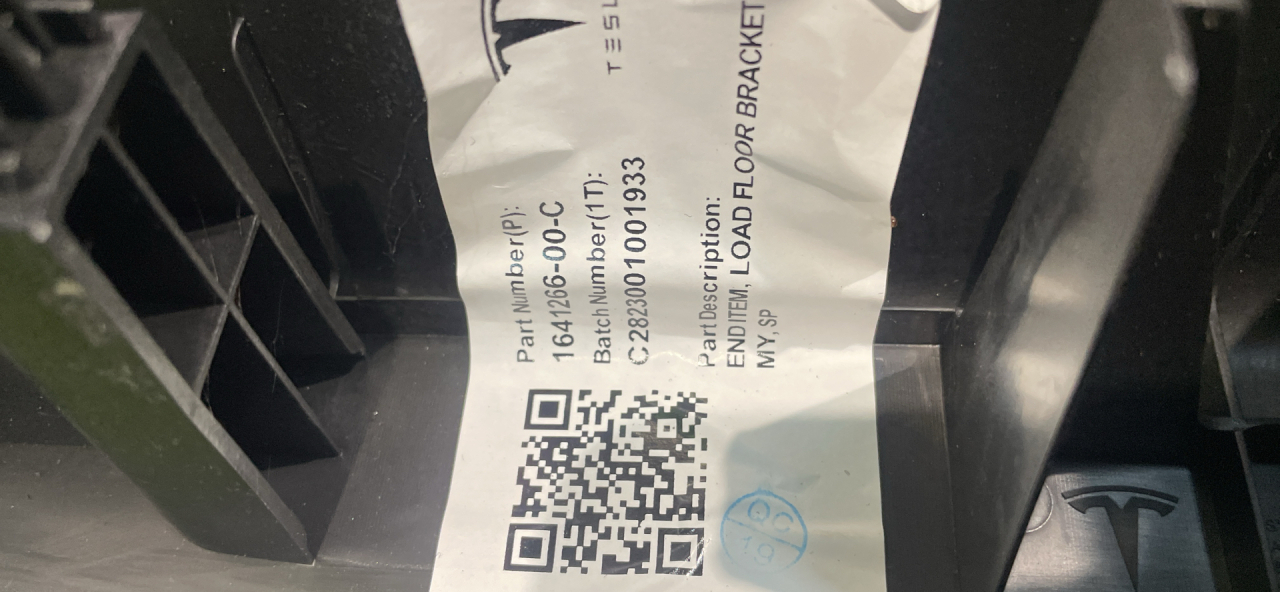 TESL
Part Number(P):
1641266-00-C
Batch Number(1T):
C2823001001933
Part Description:
END ITEM, LOAD FLOOR BRACKET
MY, SP